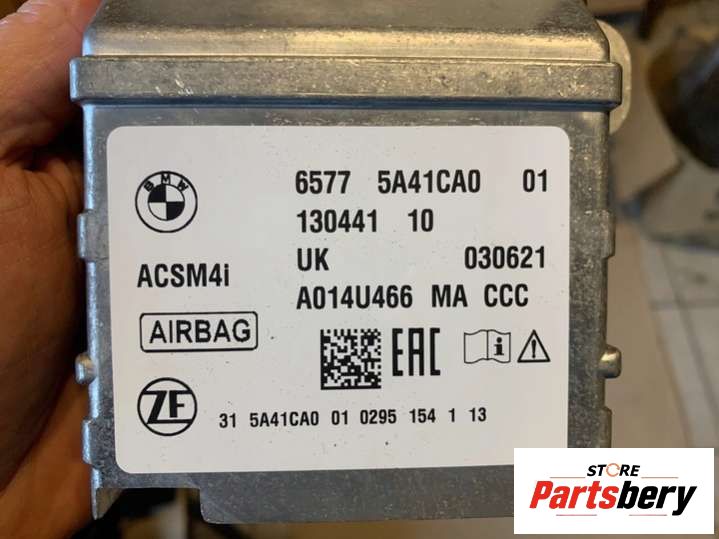 BMW
6577 5A41CA0 01
130441 10
UK 030621
ACSM4i
A014U466 MA CCC
AIRBAG
EAC
ZF
31 5A41CA0 01 0295 154 1 13
STORE
Partsbery